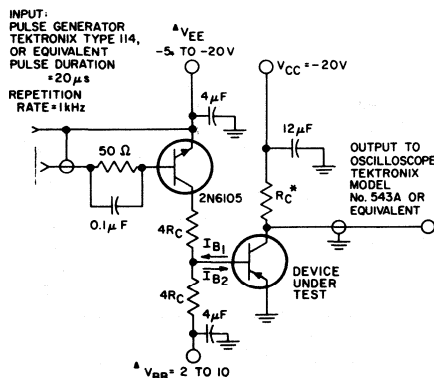 INPUT:
PULSE GENERATOR
TEKTRONIX TYPE 114,
OR EQUIVALENT
PULSE DURATION
=20μs
REPETITION
RATE=1kHz
▲VEE
-5 TO -20V
VCC=-20V
4μF
12μF
50 Ω
0.1μF
2N6105
RC*
OUTPUT TO
OSCILLOSCOPE
TEKTRONIX
MODEL
No. 543A OR
EQUIVALENT
4RC
IB1
IB2
4RC
DEVICE
UNDER
TEST
4μF
▲VBB= 2 TO 10